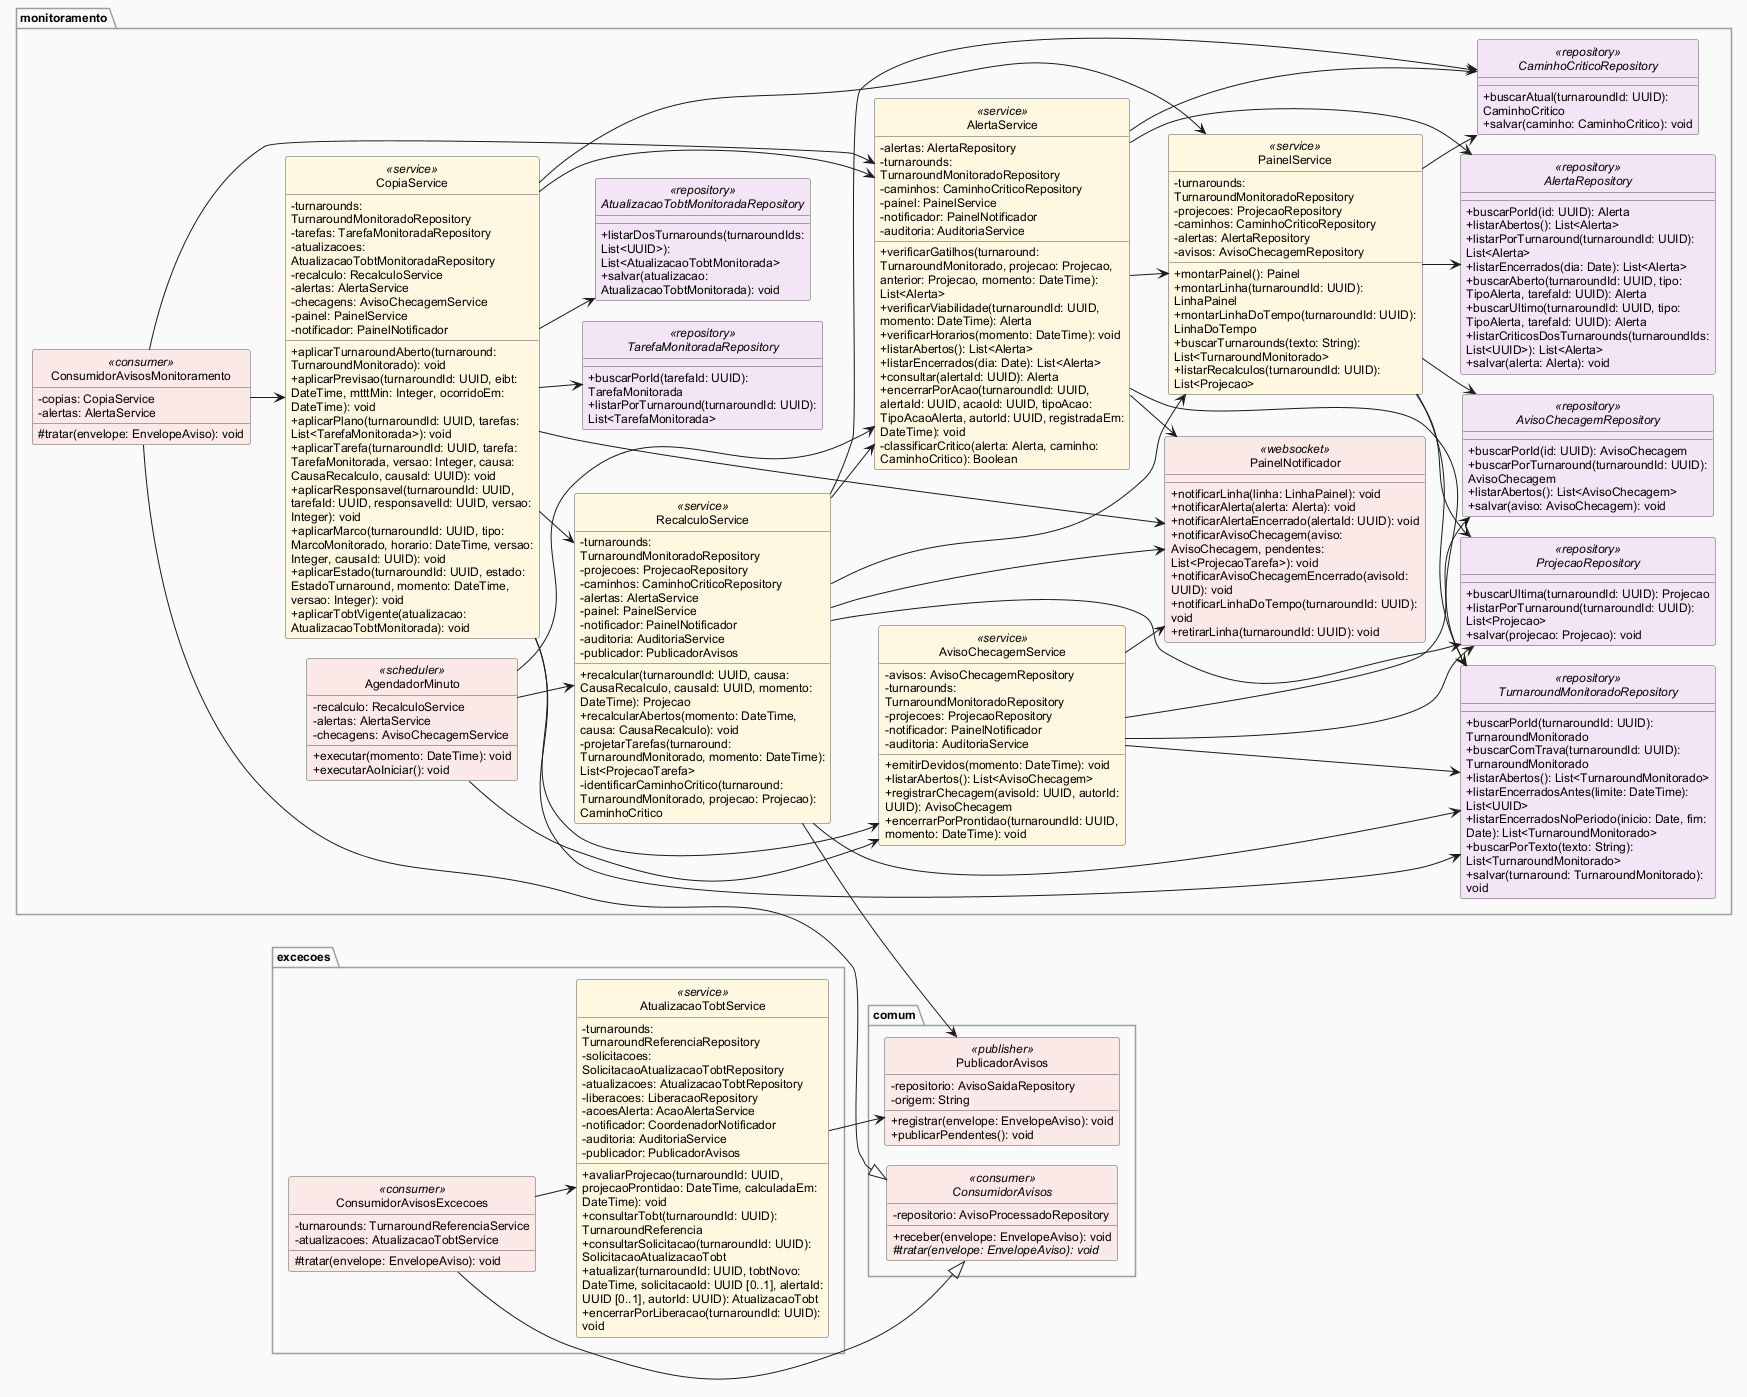 monitoramento
«consumer»
ConsumidorAvisosMonitoramento
-copias: CopiaService
-alertas: AlertaService
#tratar(envelope: EnvelopeAviso): void
«service»
CopiaService
-turnarounds:
TurnaroundMonitoradoRepository
-tarefas: TarefaMonitoradaRepository
-atualizacoes:
AtualizacaoTobtMonitoradaRepository
-recalculo: RecalculoService
-alertas: AlertaService
-checagens: AvisoChecagemService
-painel: PainelService
-notificador: PainelNotificador
+aplicarTurnaroundAberto(turnaround:
TurnaroundMonitorado): void
+aplicarPrevisao(turnaroundId: UUID, eibt:
DateTime, mtttMin: Integer, ocorridoEm:
DateTime): void
+aplicarPlano(turnaroundId: UUID, tarefas:
List<TarefaMonitorada>): void
+aplicarTarefa(turnaroundId: UUID, tarefa:
TarefaMonitorada, versao: Integer, causa:
CausaRecalculo, causaId: UUID): void
+aplicarResponsavel(turnaroundId: UUID,
tarefaId: UUID, responsavelId: UUID, versao:
Integer): void
+aplicarMarco(turnaroundId: UUID, tipo:
MarcoMonitorado, horario: DateTime, versao:
Integer, causaId: UUID): void
+aplicarEstado(turnaroundId: UUID, estado:
EstadoTurnaround, momento: DateTime,
versao: Integer): void
+aplicarTobtVigente(atualizacao:
AtualizacaoTobtMonitorada): void
«scheduler»
AgendadorMinuto
-recalculo: RecalculoService
-alertas: AlertaService
-checagens: AvisoChecagemService
+executar(momento: DateTime): void
+executarAoIniciar(): void
«repository»
AtualizacaoTobtMonitoradaRepository
+listarDosTurnarounds(turnaroundIds:
List<UUID>):
List<AtualizacaoTobtMonitorada>
+salvar(atualizacao:
AtualizacaoTobtMonitorada): void
«repository»
TarefaMonitoradaRepository
+buscarPorId(tarefaId: UUID):
TarefaMonitorada
+listarPorTurnaround(turnaroundId: UUID):
List<TarefaMonitorada>
«service»
RecalculoService
-turnarounds:
TurnaroundMonitoradoRepository
-projecoes: ProjecaoRepository
-caminhos: CaminhoCriticoRepository
-alertas: AlertaService
-painel: PainelService
-notificador: PainelNotificador
-auditoria: AuditoriaService
-publicador: PublicadorAvisos
+recalcular(turnaroundId: UUID, causa:
CausaRecalculo, causaId: UUID, momento:
DateTime): Projecao
+recalcularAbertos(momento: DateTime,
causa: CausaRecalculo): void
-projetarTarefas(turnaround:
TurnaroundMonitorado, momento: DateTime):
List<ProjecaoTarefa>
-identificarCaminhoCritico(turnaround:
TurnaroundMonitorado, projecao: Projecao):
CaminhoCritico
«service»
AlertaService
-alertas: AlertaRepository
-turnarounds:
TurnaroundMonitoradoRepository
-caminhos: CaminhoCriticoRepository
-painel: PainelService
-notificador: PainelNotificador
-auditoria: AuditoriaService
+verificarGatilhos(turnaround:
TurnaroundMonitorado, projecao: Projecao,
anterior: Projecao, momento: DateTime):
List<Alerta>
+verificarViabilidade(turnaroundId: UUID,
momento: DateTime): Alerta
+verificarHorarios(momento: DateTime): void
+listarAbertos(): List<Alerta>
+listarEncerrados(dia: Date): List<Alerta>
+consultar(alertaId: UUID): Alerta
+encerrarPorAcao(turnaroundId: UUID,
alertaId: UUID, acaoId: UUID, tipoAcao:
TipoAcaoAlerta, autorId: UUID, registradaEm:
DateTime): void
-classificarCritico(alerta: Alerta, caminho:
CaminhoCritico): Boolean
«service»
AvisoChecagemService
-avisos: AvisoChecagemRepository
-turnarounds:
TurnaroundMonitoradoRepository
-projecoes: ProjecaoRepository
-notificador: PainelNotificador
-auditoria: AuditoriaService
+emitirDevidos(momento: DateTime): void
+listarAbertos(): List<AvisoChecagem>
+registrarChecagem(avisoId: UUID, autorId:
UUID): AvisoChecagem
+encerrarPorProntidao(turnaroundId: UUID,
momento: DateTime): void
«service»
PainelService
-turnarounds:
TurnaroundMonitoradoRepository
-projecoes: ProjecaoRepository
-caminhos: CaminhoCriticoRepository
-alertas: AlertaRepository
-avisos: AvisoChecagemRepository
+montarPainel(): Painel
+montarLinha(turnaroundId: UUID):
LinhaPainel
+montarLinhaDoTempo(turnaroundId: UUID):
LinhaDoTempo
+buscarTurnarounds(texto: String):
List<TurnaroundMonitorado>
+listarRecalculos(turnaroundId: UUID):
List<Projecao>
«websocket»
PainelNotificador
+notificarLinha(linha: LinhaPainel): void
+notificarAlerta(alerta: Alerta): void
+notificarAlertaEncerrado(alertaId: UUID): void
+notificarAvisoChecagem(aviso:
AvisoChecagem, pendentes:
List<ProjecaoTarefa>): void
+notificarAvisoChecagemEncerrado(avisoId:
UUID): void
+notificarLinhaDoTempo(turnaroundId: UUID):
void
+retirarLinha(turnaroundId: UUID): void
«repository»
CaminhoCriticoRepository
+buscarAtual(turnaroundId: UUID):
CaminhoCritico
+salvar(caminho: CaminhoCritico): void
«repository»
AlertaRepository
+buscarPorId(id: UUID): Alerta
+listarAbertos(): List<Alerta>
+listarPorTurnaround(turnaroundId: UUID):
List<Alerta>
+listarEncerrados(dia: Date): List<Alerta>
+buscarAberto(turnaroundId: UUID, tipo:
TipoAlerta, tarefaId: UUID): Alerta
+buscarUltimo(turnaroundId: UUID, tipo:
TipoAlerta, tarefaId: UUID): Alerta
+listarCriticosDosTurnarounds(turnaroundIds:
List<UUID>): List<Alerta>
+salvar(alerta: Alerta): void
«repository»
AvisoChecagemRepository
+buscarPorId(id: UUID): AvisoChecagem
+buscarPorTurnaround(turnaroundId: UUID):
AvisoChecagem
+listarAbertos(): List<AvisoChecagem>
+salvar(aviso: AvisoChecagem): void
«repository»
ProjecaoRepository
+buscarUltima(turnaroundId: UUID): Projecao
+listarPorTurnaround(turnaroundId: UUID):
List<Projecao>
+salvar(projecao: Projecao): void
«repository»
TurnaroundMonitoradoRepository
+buscarPorId(turnaroundId: UUID):
TurnaroundMonitorado
+buscarComTrava(turnaroundId: UUID):
TurnaroundMonitorado
+listarAbertos(): List<TurnaroundMonitorado>
+listarEncerradosAntes(limite: DateTime):
List<UUID>
+listarEncerradosNoPeriodo(inicio: Date, fim:
Date): List<TurnaroundMonitorado>
+buscarPorTexto(texto: String):
List<TurnaroundMonitorado>
+salvar(turnaround: TurnaroundMonitorado):
void
excecoes
«consumer»
ConsumidorAvisosExcecoes
-turnarounds: TurnaroundReferenciaService
-atualizacoes: AtualizacaoTobtService
#tratar(envelope: EnvelopeAviso): void
«service»
AtualizacaoTobtService
-turnarounds:
TurnaroundReferenciaRepository
-solicitacoes:
SolicitacaoAtualizacaoTobtRepository
-atualizacoes: AtualizacaoTobtRepository
-liberacoes: LiberacaoRepository
-acoesAlerta: AcaoAlertaService
-notificador: CoordenadorNotificador
-auditoria: AuditoriaService
-publicador: PublicadorAvisos
+avaliarProjecao(turnaroundId: UUID,
projecaoProntidao: DateTime, calculadaEm:
DateTime): void
+consultarTobt(turnaroundId: UUID):
TurnaroundReferencia
+consultarSolicitacao(turnaroundId: UUID):
SolicitacaoAtualizacaoTobt
+atualizar(turnaroundId: UUID, tobtNovo:
DateTime, solicitacaoId: UUID [0..1], alertaId:
UUID [0..1], autorId: UUID): AtualizacaoTobt
+encerrarPorLiberacao(turnaroundId: UUID):
void
comum
«publisher»
PublicadorAvisos
-repositorio: AvisoSaidaRepository
-origem: String
+registrar(envelope: EnvelopeAviso): void
+publicarPendentes(): void
«consumer»
ConsumidorAvisos
-repositorio: AvisoProcessadoRepository
+receber(envelope: EnvelopeAviso): void
#tratar(envelope: EnvelopeAviso): void